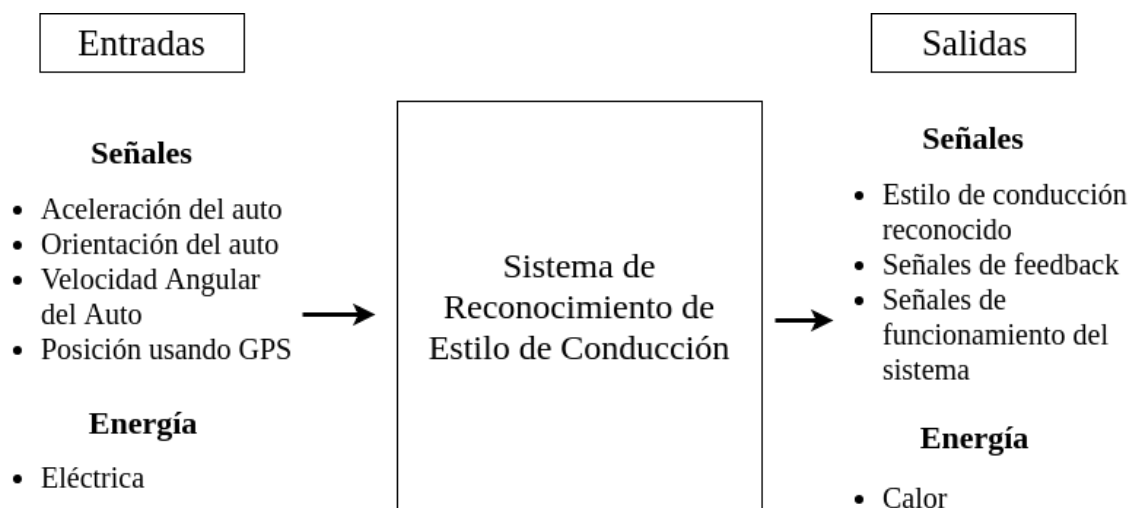 Entradas
Señales
• Aceleración del auto
• Orientación del auto
• Velocidad Angular
del Auto
• Posición usando GPS
Energía
• Eléctrica
Sistema de
Reconocimiento de
Estilo de Conducción
Salidas
Señales
• Estilo de conducción
reconocido
• Señales de feedback
• Señales de
funcionamiento del
sistema
Energía
• Calor